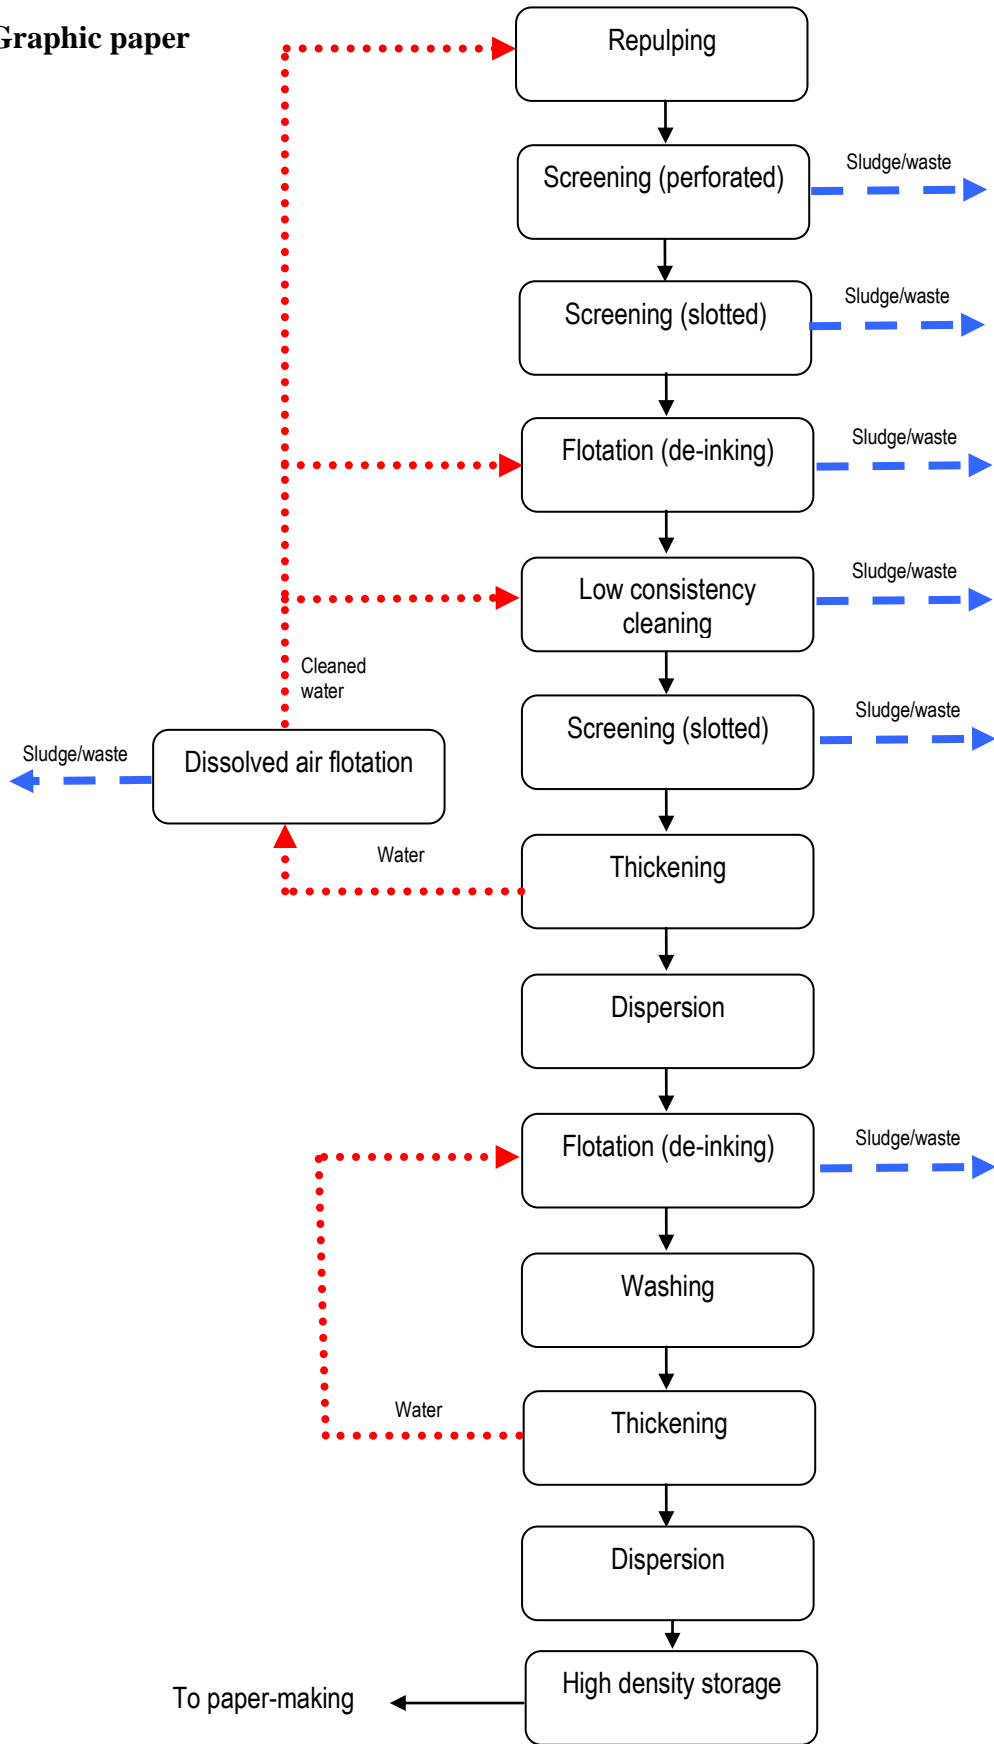 Graphic paper
Repulping
Screening (perforated)
Sludge/waste
Screening (slotted)
Sludge/waste
Flotation (de-inking)
Sludge/waste
Low consistency
cleaning
Sludge/waste
Cleaned
water
Screening (slotted)
Sludge/waste
Sludge/waste
Dissolved air flotation
Water
Thickening
Dispersion
Flotation (de-inking)
Sludge/waste
Washing
Water
Thickening
Dispersion
High density storage
To paper-making